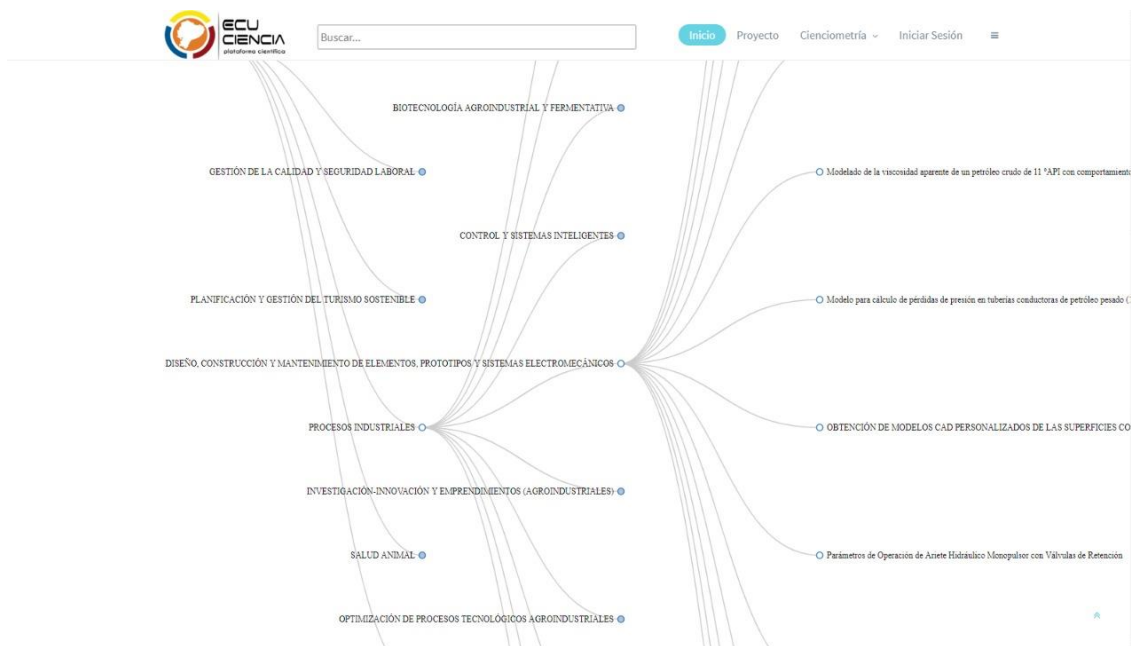 ECU
CIENCIA
plataforma científica
Buscar...
Inicio
Proyecto
Cienciometría
Iniciar Sesión
BIOTECNOLOGÍA AGROINDUSTRIAL Y FERMENTATIVA
GESTIÓN DE LA CALIDAD Y SEGURIDAD LABORAL
Modelado de la viscosidad aparente de un petróleo crudo de 11 ºAPI con comportamiento
CONTROL Y SISTEMAS INTELIGENTES
PLANIFICACIÓN Y GESTIÓN DEL TURISMO SOSTENIBLE
Modelo para cálculo de pérdidas de presión en tuberías conductoras de petróleo pesado (
DISEÑO, CONSTRUCCIÓN Y MANTENIMIENTO DE ELEMENTOS, PROTOTIPOS Y SISTEMAS ELECTROMECÁNICOS
PROCESOS INDUSTRIALES
OBTENCIÓN DE MODELOS CAD PERSONALIZADOS DE LAS SUPERFICIES CO
INVESTIGACIÓN-INNOVACIÓN Y EMPRENDIMIENTOS (AGROINDUSTRIALES)
SALUD ANIMAL
Parámetros de Operación de Ariete Hidráulico Monopulsor con Válvulas de Retención
OPTIMIZACIÓN DE PROCESOS TECNOLÓGICOS AGROINDUSTRIALES